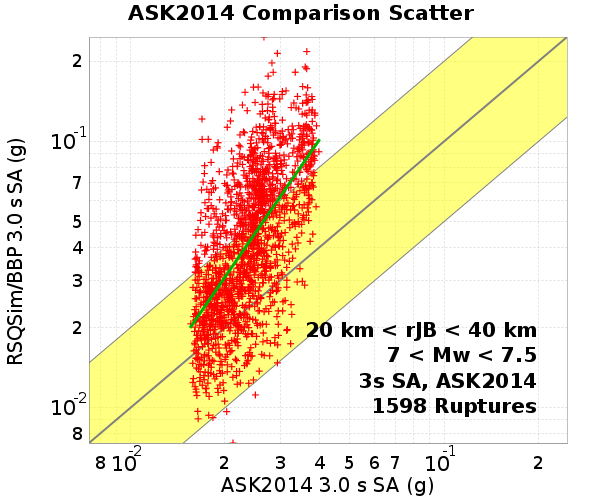 ASK2014 Comparison Scatter
RSQSim/BBP 3.0 s SA (g)
2
10-1
7
5
4
3
2
10-2
8
20 km < rJB < 40 km
7 < Mw < 7.5
3s SA, ASK2014
1598 Ruptures
8 10-2 2 3 4 5 6 7 10-1 2
ASK2014 3.0 s SA (g)